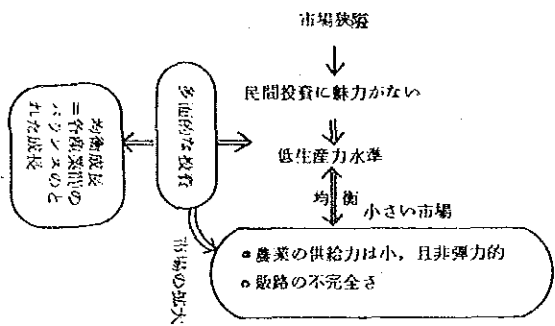 市場狭隘
民間投資に魅力がない
低生産力水準
均衡
小さい市場
• 農業の供給力は小，且非弾力的
○ 販路の不完全さ
多面的な投資
均衡成長
＝各産業間の
バランスのと
れた成長
市場の拡大